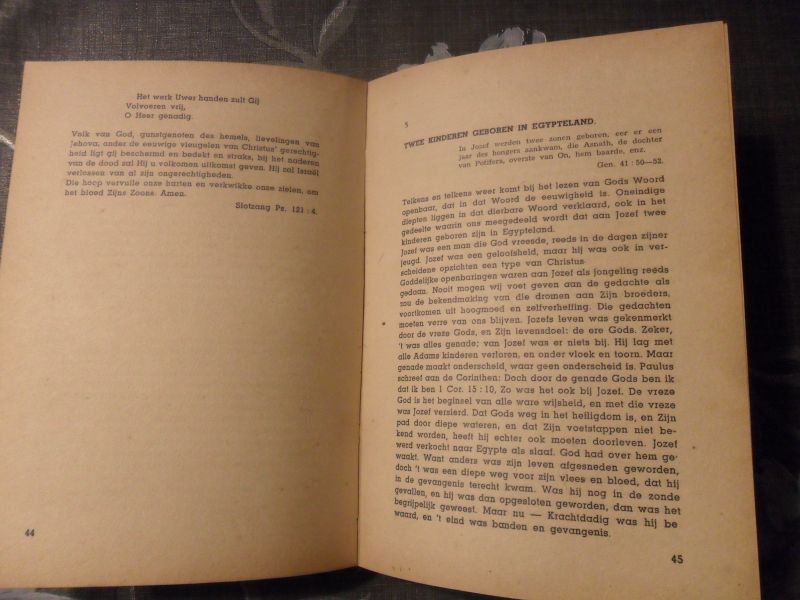 Het werk Uwer handen zult Gij
Volvoeren vrij,
O Heer genadig.
Volk van God, gunstgenoten des hemels, lievelingen van
Jehova, onder de eeuwige vleugelen van Christus' gerechtig-
heid ligt gij beschermd en bedekt en straks, bij het naderen
van de dood zal Hij u volkomen uitkomst geven. Hij zal Israël
verlossen van al zijn ongerechtigheden.
Die hoop vervulle onze harten en verkwikke onze zielen, om
het bloed Zijns Zoons. Amen.
Slotzang Ps. 121 : 4.
44
5
TWEE KINDEREN GEBOREN IN EGYPTELAND.
En Jozef werden twee zonen geboren, eer er een
jaar des hongers aankwam, die Asnath, de dochter
van Potifera, overste van On, hem baarde, enz.
Gen. 41 : 50—52.
Telkens en telkens weer komt bij het lezen van Gods Woord
openbaar, dat in dat Woord de eeuwigheid is. Oneindige
diepten liggen in dat dierbare Woord verklaard, ook in het
gedeelte waarin ons meegedeeld wordt dat aan Jozef twee
kinderen geboren zijn in Egypteland.
Jozef was een man die God vreesde, reeds in de dagen zijner
jeugd. Jozef was een geloofsheld, maar hij was ook in ver-
scheidene opzichten een type van Christus.
Goddelijke openbaringen waren aan Jozef als jongeling reeds
gedaan. Nooit mogen wij voet geven aan de gedachte als
zou de bekendmaking van die dromen aan Zijn broeders,
voortkomen uit hoogmoed en zelfverheffing. Die gedachten
moeten verre van ons blijven. Jozefs leven was gekenmerkt
door de vreze Gods, en Zijn levensdoel: de ere Gods. Zeker,
't was alles genade; van Jozef was er niets bij. Hij lag met
alle Adams kinderen verloren, en onder vloek en toorn. Maar
genade maakt onderscheid, waar geen onderscheid is. Paulus
schreef aan de Corinthen: Doch door de genade Gods ben ik
dat ik ben 1 Cor. 15 : 10, Zo was het ook bij Jozef. De vreze
God is het beginsel van alle ware wijsheid, en met die vreze
was Jozef versierd. Dat Gods weg in het heiligdom is, en Zijn
pad door diepe wateren, en dat Zijn voetstappen niet be-
kend worden, heeft hij echter ook moeten doorleven. Jozef
werd verkocht naar Egypte als slaaf. God had over hem ge-
waakt. Want anders was zijn leven afgesneden geworden,
doch 't was een diepe weg voor zijn vlees en bloed, dat hij
in de gevangenis terecht kwam. Was hij nog in de zonde
gevallen, en hij was dan opgesloten geworden, dan was het
begrijpelijk geweest. Maar nu — Krachtdadig was hij be
waard, en 't eind was banden en gevangenis.
45